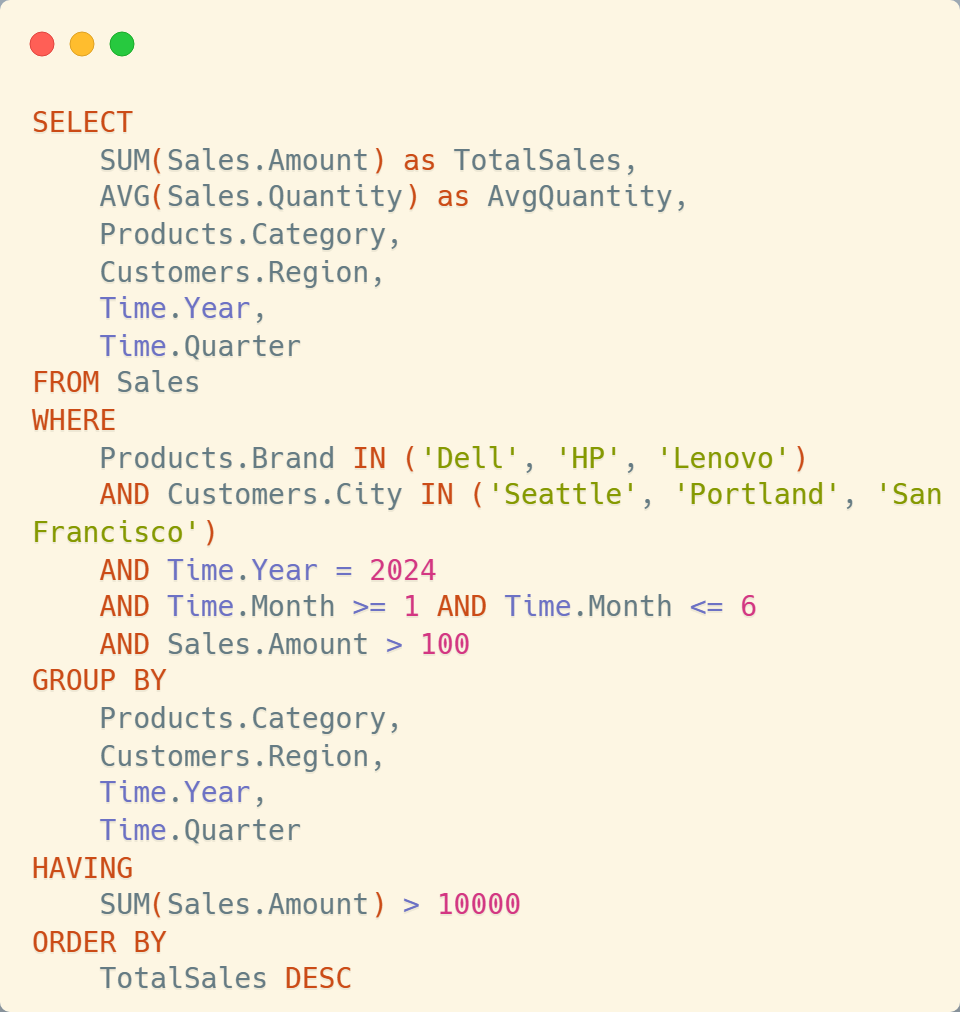 SELECT
    SUM(Sales.Amount) as TotalSales,
    AVG(Sales.Quantity) as AvgQuantity,
    Products.Category,
    Customers.Region,
    Time.Year,
    Time.Quarter
FROM Sales
WHERE
    Products.Brand IN ('Dell', 'HP', 'Lenovo')
    AND Customers.City IN ('Seattle', 'Portland', 'San
Francisco')
    AND Time.Year = 2024
    AND Time.Month >= 1 AND Time.Month <= 6
    AND Sales.Amount > 100
GROUP BY
    Products.Category,
    Customers.Region,
    Time.Year,
    Time.Quarter
HAVING
    SUM(Sales.Amount) > 10000
ORDER BY
    TotalSales DESC